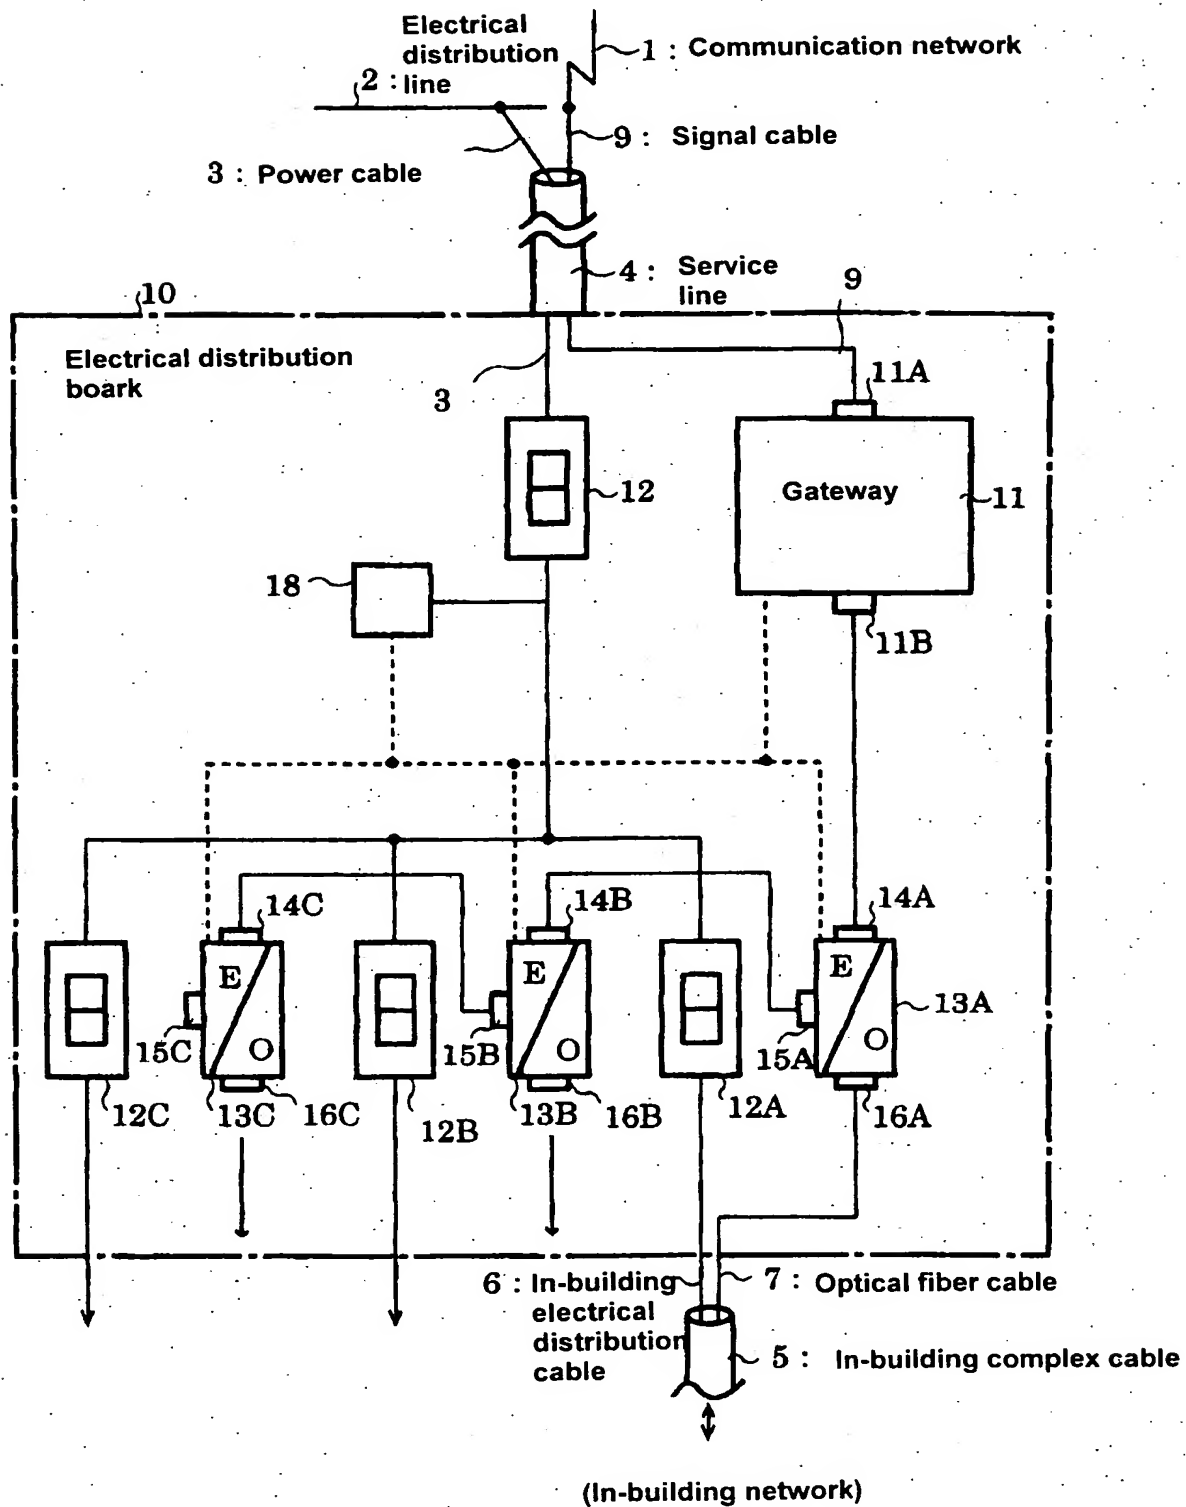 Electrical
distribution
line
1 : Communication network
2 :
9 : Signal cable
3 : Power cable
4 : Service
line
9
10
Electrical distribution
boark
3
11A
12
Gateway
11
18
11B
14C
14B
14A
E
E
E
13A
15C
O
15B
O
15A
O
12C
13C
16C
12B
13B
16B
12A
16A
6 : In-building
electrical
distribution
cable
7 : Optical fiber cable
5 : In-building complex cable
(In-building network)